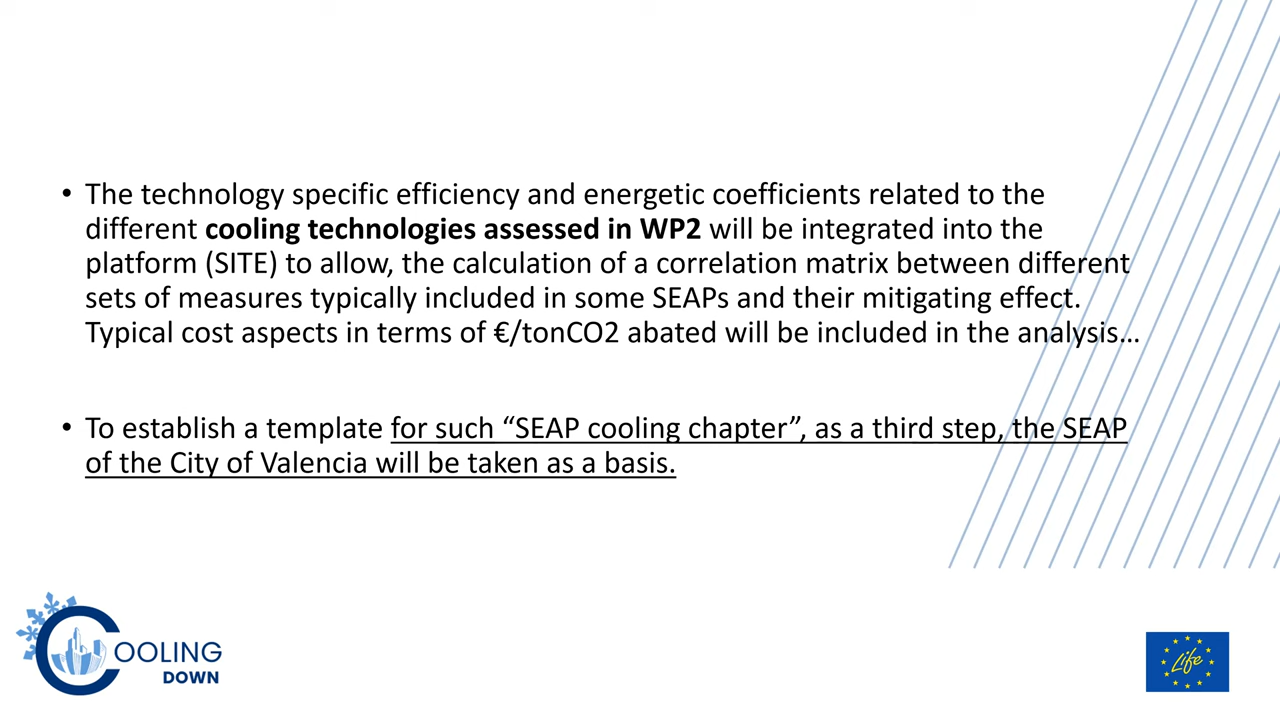 • The technology specific efficiency and energetic coefficients related to the
different cooling technologies assessed in WP2 will be integrated into the
platform (SITE) to allow, the calculation of a correlation matrix between different
sets of measures typically included in some SEAPs and their mitigating effect.
Typical cost aspects in terms of €/tonCO2 abated will be included in the analysis…
• To establish a template for such “SEAP cooling chapter”, as a third step, the SEAP
of the City of Valencia will be taken as a basis.
COOLING
DOWN
Life